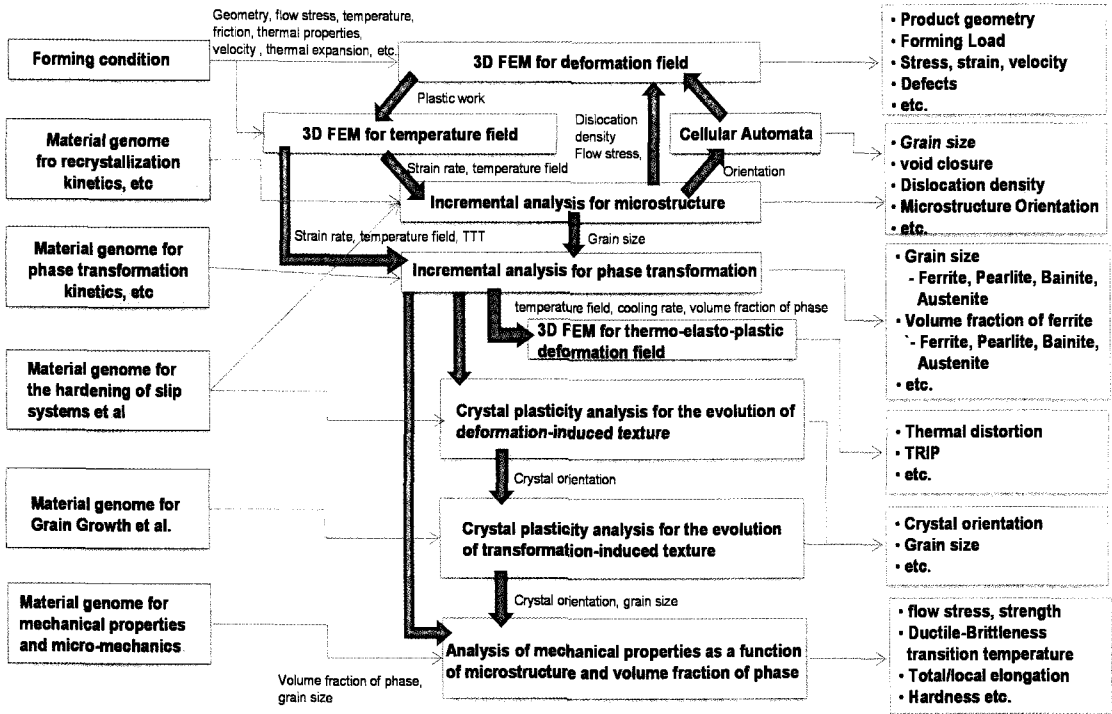 Geometry, flow stress, temperature,
friction, thermal properties,
velocity , thermal expansion, etc.
Forming condition
3D FEM for deformation field
• Product geometry
• Forming Load
• Stress, strain, velocity
• Defects
• etc.
Plastic work
Material genome
fro recrystallization
kinetics, etc
3D FEM for temperature field
Dislocation
density
Flow stress,
Cellular Automata
Strain rate, temperature field
Orientation
Incremental analysis for microstructure
• Grain size
• void closure
• Dislocation density
• Microstructure Orientation
• etc.
Material genome for
phase transformation
kinetics, etc
Strain rate, temperature field, TTT
Grain size
Incremental analysis for phase transformation
• Grain size
- Ferrite, Pearlite, Bainite,
Austenite
• Volume fraction of ferrite
`- Ferrite, Pearlite, Bainite,
Austenite
• etc.
temperature field, cooling rate, volume fraction of phase
3D FEM for thermo-elasto-plastic
deformation field
Material genome for
the hardening of slip
systems et al
Crystal plasticity analysis for the evolution of
deformation-induced texture
• Thermal distortion
• TRIP
• etc.
Crystal orientation
Material genome for
Grain Growth et al.
Crystal plasticity analysis for the evolution
of transformation-induced texture
• Crystal orientation
• Grain size
• etc.
Crystal orientation, grain size
Material genome for
mechanical properties
and micro-mechanics
Analysis of mechanical properties as a function
of microstructure and volume fraction of phase
• flow stress, strength
• Ductile-Brittleness
transition temperature
• Total/local elongation
• Hardness etc.
Volume fraction of phase,
grain size